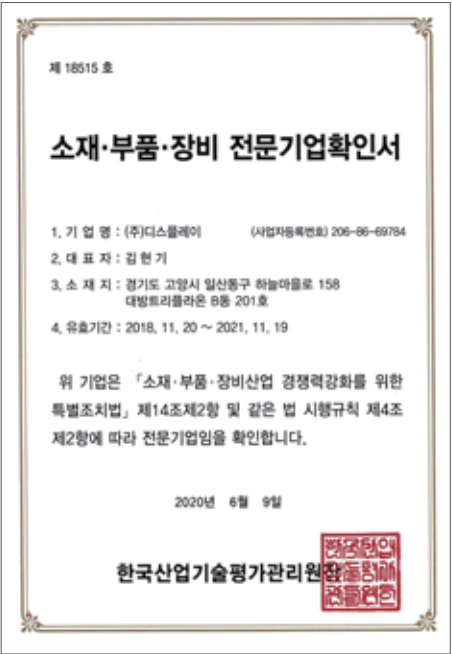 제 18515 호
소재·부품·장비 전문기업확인서
1. 기 업 명 : (주)디스플레이 (사업자등록번호) 206-86-69784
2. 대 표 자 : 김 현 기
3. 소 재 지 : 경기도 고양시 일산동구 하늘마을로 158
대방트리플라온 B동 201호
4. 유효기간 : 2018. 11. 20 ~ 2021. 11. 19
위 기업은 「소재·부품·장비산업 경쟁력강화를 위한
특별조치법」 제14조제2항 및 같은 법 시행규칙 제4조
제2항에 따라 전문기업임을 확인합니다.
2020년 6월 9일
한국산업기술평가관리원장